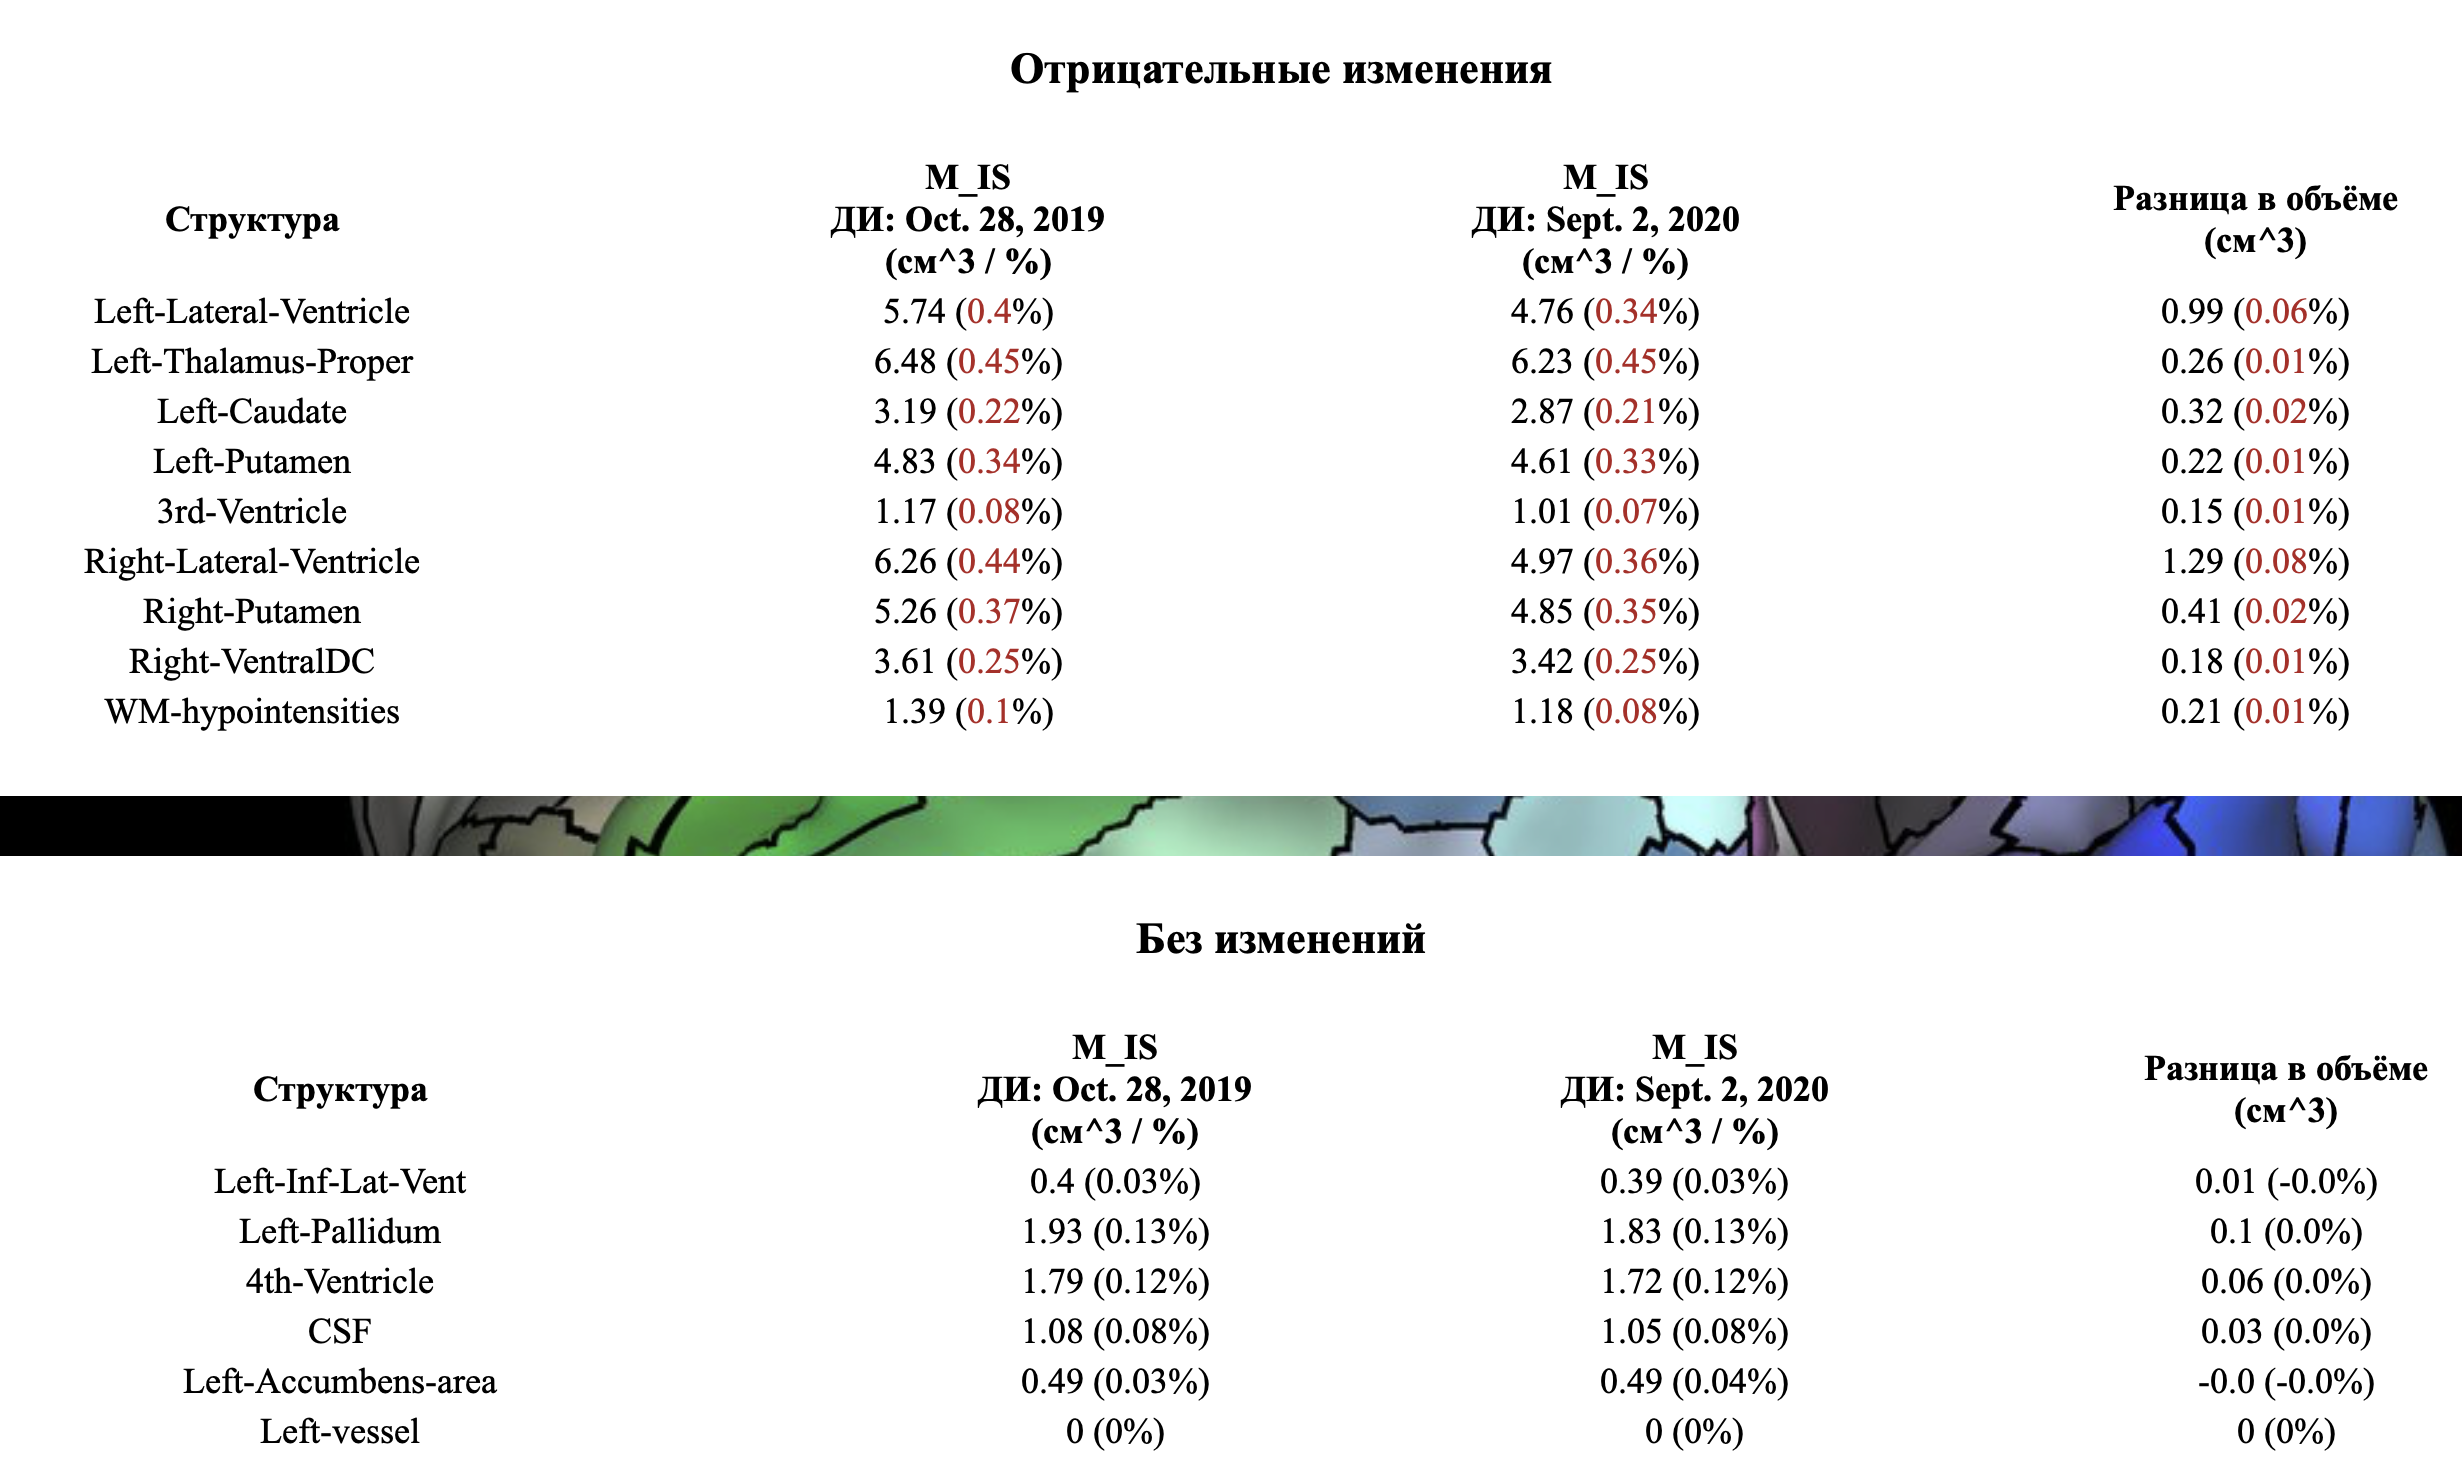 Отрицательные изменения
Структура M_IS ДИ: Oct. 28, 2019 (см^3 / %) M_IS ДИ: Sept. 2, 2020 (см^3 / %) Разница в объёме (см^3)
Left-Lateral-Ventricle 5.74 (0.4%) 4.76 (0.34%) 0.99 (0.06%)
Left-Thalamus-Proper 6.48 (0.45%) 6.23 (0.45%) 0.26 (0.01%)
Left-Caudate 3.19 (0.22%) 2.87 (0.21%) 0.32 (0.02%)
Left-Putamen 4.83 (0.34%) 4.61 (0.33%) 0.22 (0.01%)
3rd-Ventricle 1.17 (0.08%) 1.01 (0.07%) 0.15 (0.01%)
Right-Lateral-Ventricle 6.26 (0.44%) 4.97 (0.36%) 1.29 (0.08%)
Right-Putamen 5.26 (0.37%) 4.85 (0.35%) 0.41 (0.02%)
Right-VentralDC 3.61 (0.25%) 3.42 (0.25%) 0.18 (0.01%)
WM-hypointensities 1.39 (0.1%) 1.18 (0.08%) 0.21 (0.01%)
Без изменений
Структура M_IS ДИ: Oct. 28, 2019 (см^3 / %) M_IS ДИ: Sept. 2, 2020 (см^3 / %) Разница в объёме (см^3)
Left-Inf-Lat-Vent 0.4 (0.03%) 0.39 (0.03%) 0.01 (-0.0%)
Left-Pallidum 1.93 (0.13%) 1.83 (0.13%) 0.1 (0.0%)
4th-Ventricle 1.79 (0.12%) 1.72 (0.12%) 0.06 (0.0%)
CSF 1.08 (0.08%) 1.05 (0.08%) 0.03 (0.0%)
Left-Accumbens-area 0.49 (0.03%) 0.49 (0.04%) -0.0 (-0.0%)
Left-vessel 0 (0%) 0 (0%) 0 (0%)